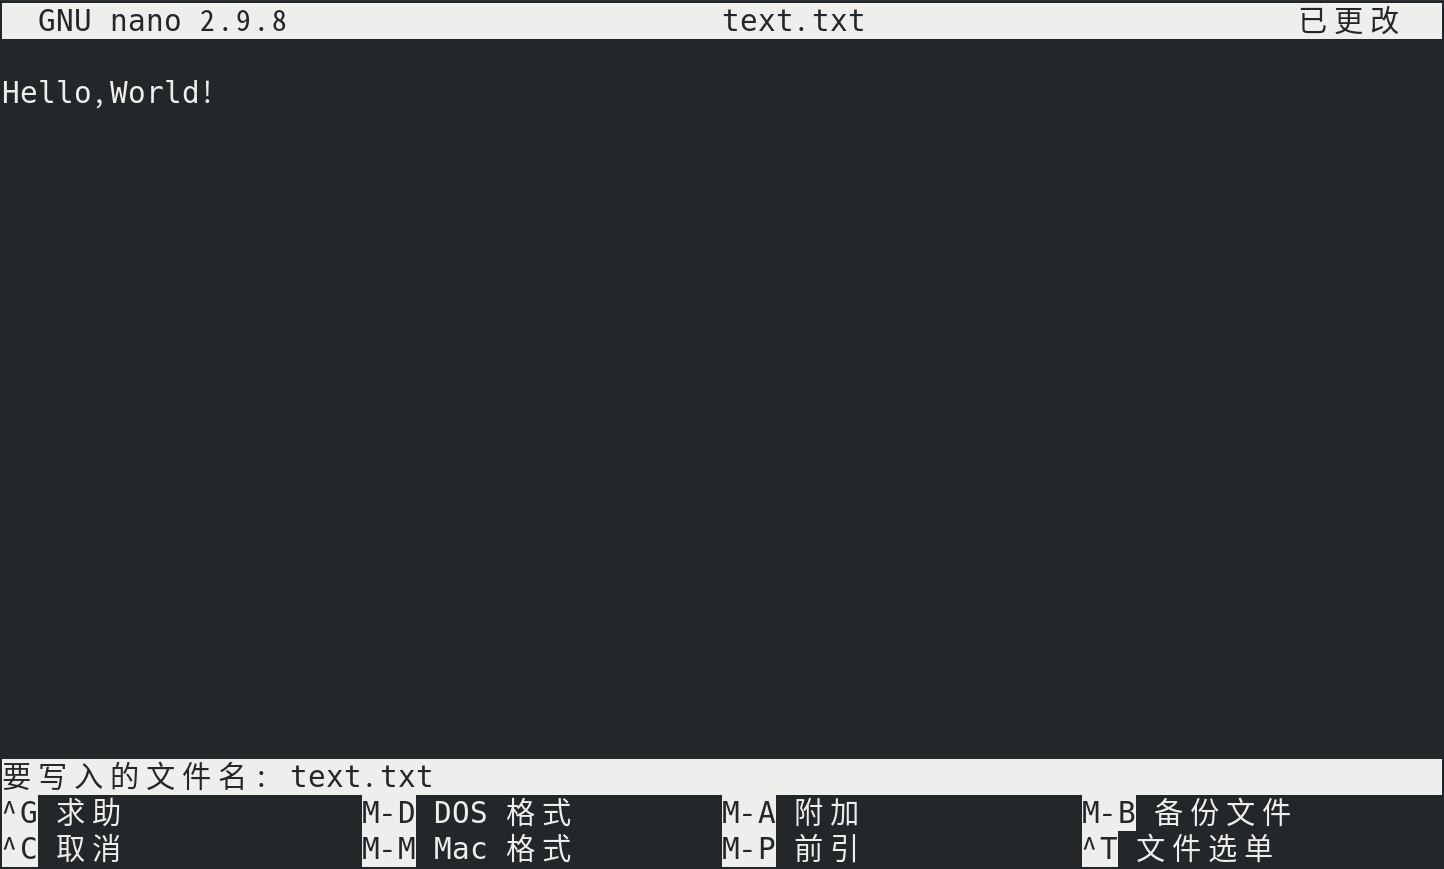 GNU nano 2.9.8 text.txt 已更改
Hello,World!
要写入的文件名: text.txt
^G 求助 M-D DOS 格式 M-A 附加 M-B 备份文件
^C 取消 M-M Mac 格式 M-P 前引 ^T 文件选单